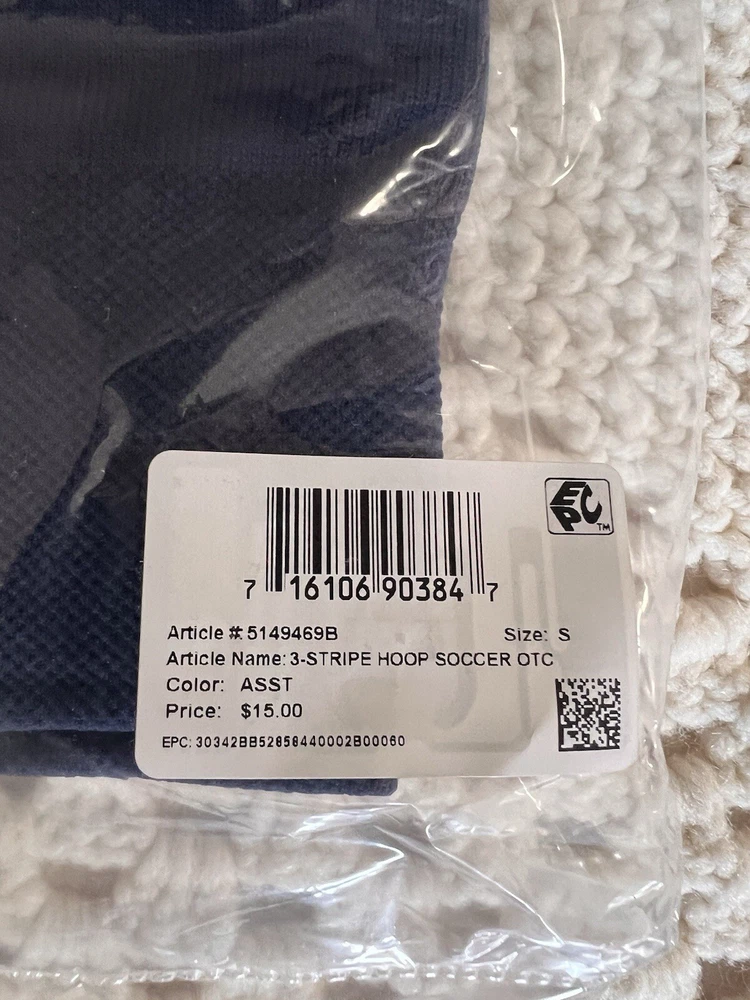 EPC TM
7 16106 90384 7
Article #: 5149469B Size: S
Article Name: 3-STRIPE HOOP SOCCER OTC
Color: ASST
Price: $15.00
EPC: 30342BB52858440002B00060